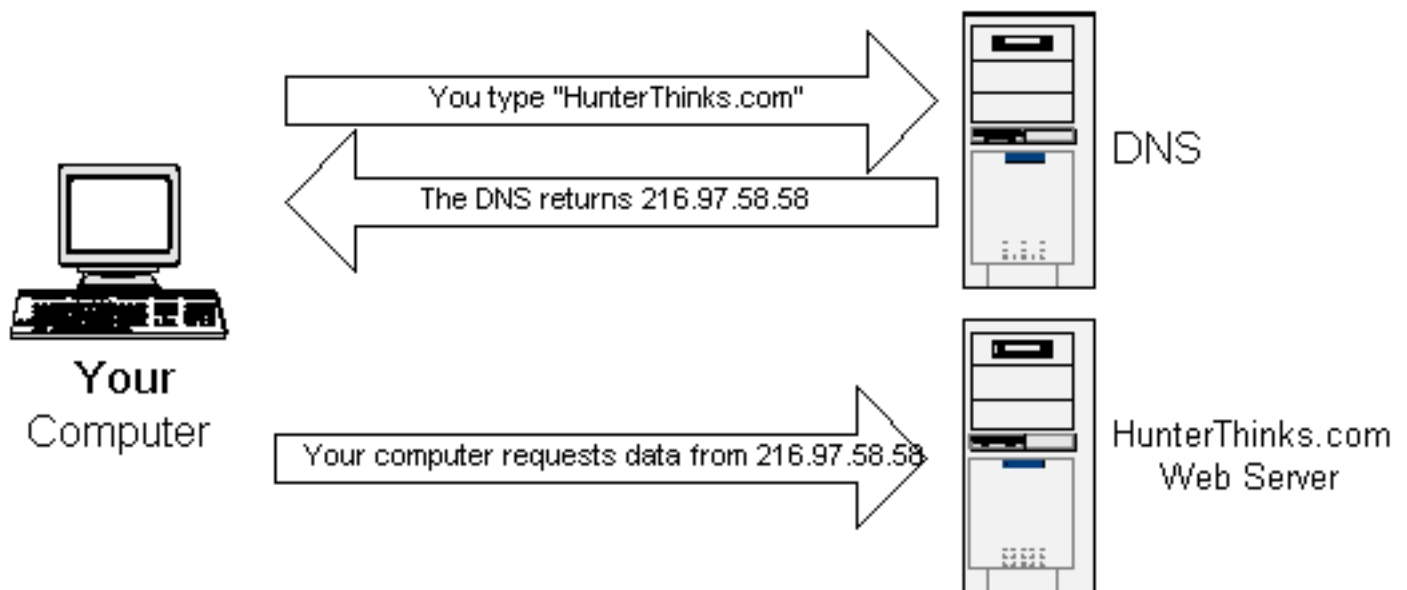 You type "HunterThinks.com"
DNS
The DNS returns 216.97.58.58
Your
Computer
Your computer requests data from 216.97.58.58
HunterThinks.com
Web Server